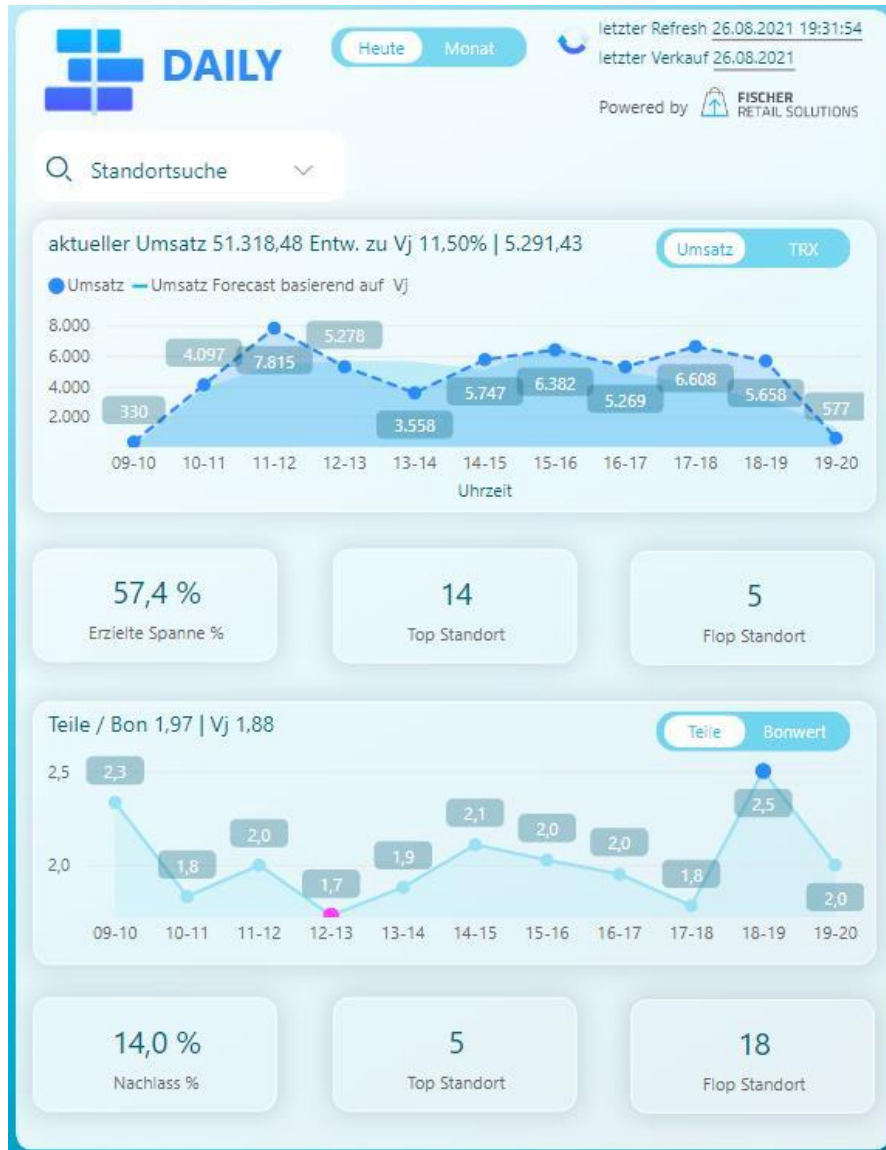 DAILY
Heute Monat
letzter Refresh 26.08.2021 19:31:54
letzter Verkauf 26.08.2021
Powered by FISCHER
RETAIL SOLUTIONS
Standortsuche
aktueller Umsatz 51.318,48 Entw. zu Vj 11,50% | 5.291,43
Umsatz TRX
Umsatz Umsatz Forecast basierend auf Vj
8.000
6.000
4.000
2.000
330 4.097 7.815 5.278 3.558 5.747 6.382 5.269 6.608 5.658 577
09-10 10-11 11-12 12-13 13-14 14-15 15-16 16-17 17-18 18-19 19-20
Uhrzeit
57,4 %
Erzielte Spanne %
14
Top Standort
5
Flop Standort
Teile / Bon 1,97 | Vj 1,88
Teile Bonwert
2,5
2,0
2,3 1,8 2,0 1,7 1,9 2,1 2,0 2,0 1,8 2,5 2,0
09-10 10-11 11-12 12-13 13-14 14-15 15-16 16-17 17-18 18-19 19-20
14,0 %
Nachlass %
5
Top Standort
18
Flop Standort